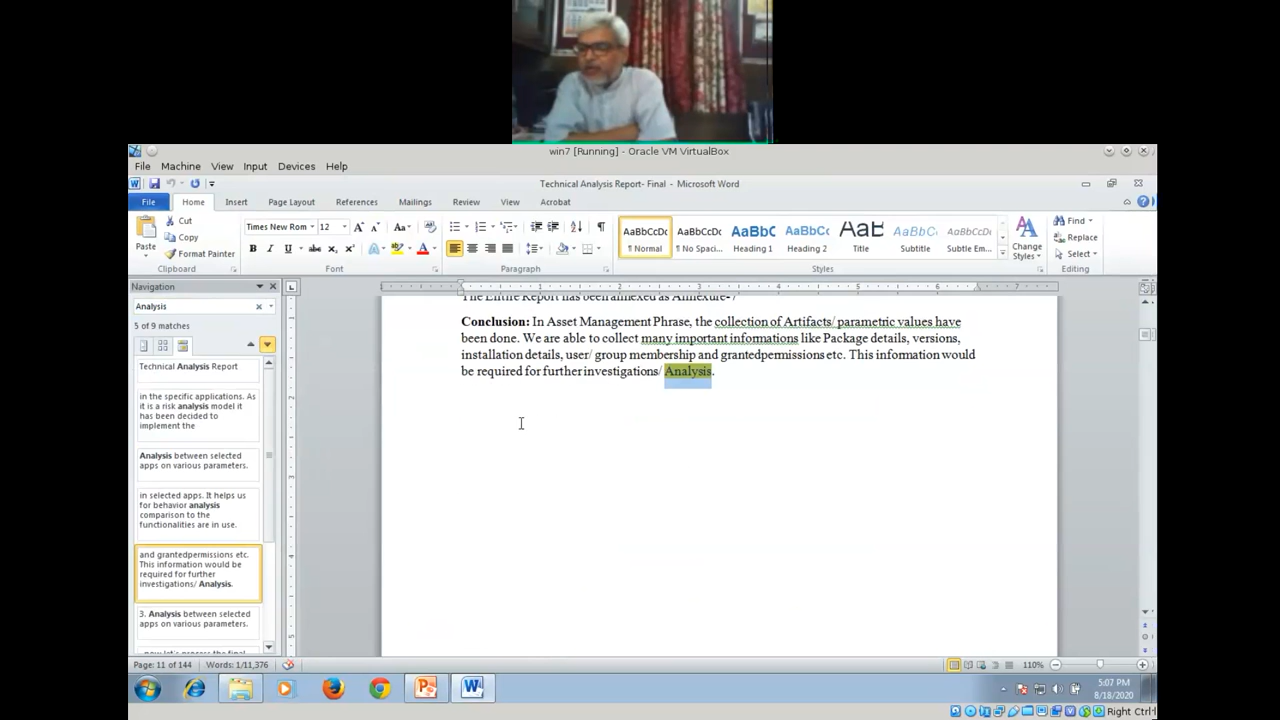 win7 [Running] - Oracle VM VirtualBox
File Machine View Input Devices Help
Technical Analysis Report- Final - Microsoft Word
File Home Insert Page Layout References Mailings Review View Acrobat
Paste
Cut
Copy
Format Painter
Clipboard
Times New Rom 12
Font
Paragraph
AaBbCcDc AaBbCcDc AaBbC AaBbCc AaB AaBbCc. AaBbCcDc
¶ Normal ¶ No Spaci... Heading 1 Heading 2 Title Subtitle Subtle Em...
Styles
Change Styles
Find
Replace
Select
Editing
Navigation
Analysis
5 of 9 matches
Technical Analysis Report
in the specific applications. As
it is a risk analysis model it
has been decided to
implement the
Analysis between selected
apps on various parameters.
in selected apps. It helps us
for behavior analysis
comparison to the
functionalities are in use.
and grantedpermissions etc.
This information would be
required for further
investigations/ Analysis.
3. Analysis between selected
apps on various parameters.
The Entire Report has been annexed as Annexure-7
Conclusion: In Asset Management Phrase, the collection of Artifacts/ parametric values have
been done. We are able to collect many important informations like Package details, versions,
installation details, user/ group membership and grantedpermissions etc. This information would
be required for further investigations/ Analysis.
Page: 11 of 144 Words: 1/11,376
110%
5:07 PM
8/18/2020
Right Ctrl